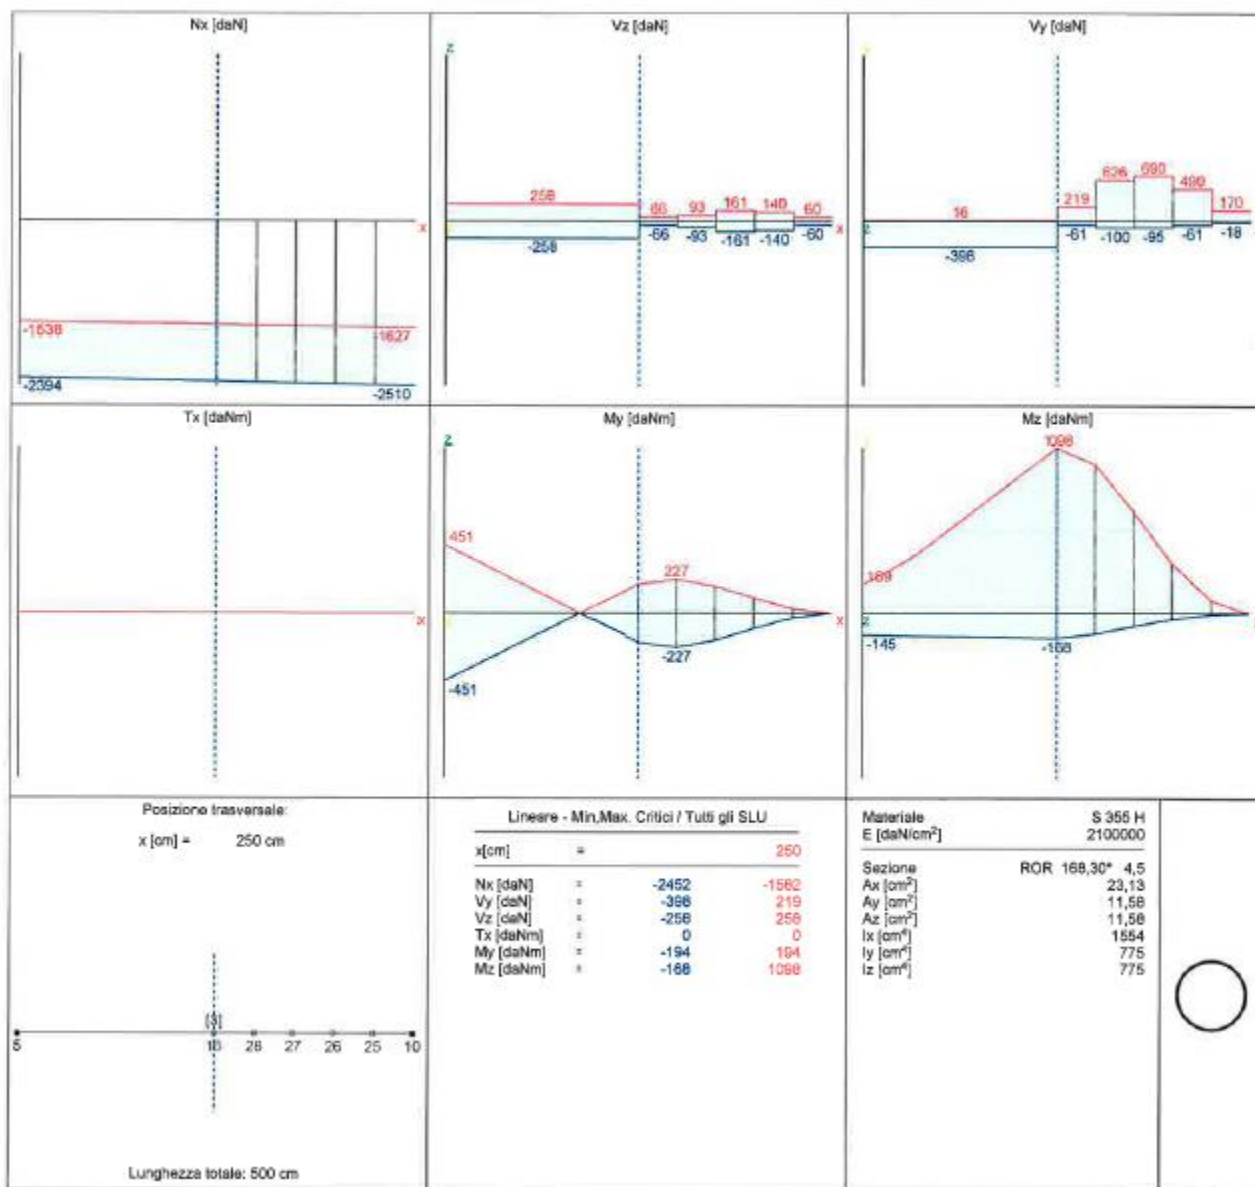 Nx [daN]
x
-1538
-1627
-2394
-2510
Vz [daN]
z
258
66
93
161
140
60
x
-258
-66
-93
-161
-140
-60
Vy [daN]
16
219
626
690
490
170
x
z
-398
-61
-100
-95
-61
-18
Tx [daNm]
x
My [daNm]
z
451
227
x
-227
-451
Mz [daNm]
1098
189
z
-145
-168
Posizione trasversale:
x [cm] = 250 cm
[3]
5
28
27
26
25
10
Lunghezza totale: 500 cm
Lineare - Min,Max. Critici / Tutti gli SLU
x[cm] = 250
Nx [daN] = -2452 -1582
Vy [daN] = -398 219
Vz [daN] = -258 258
Tx [daNm] = 0 0
My [daNm] = -194 194
Mz [daNm] = -168 1098
Materiale S 355 H
E [daN/cm²] 2100000
Sezione ROR 168,30* 4,5
Ax [cm²] 23,13
Ay [cm²] 11,58
Az [cm²] 11,58
Ix [cm⁴] 1554
Iy [cm⁴] 775
Iz [cm⁴] 775